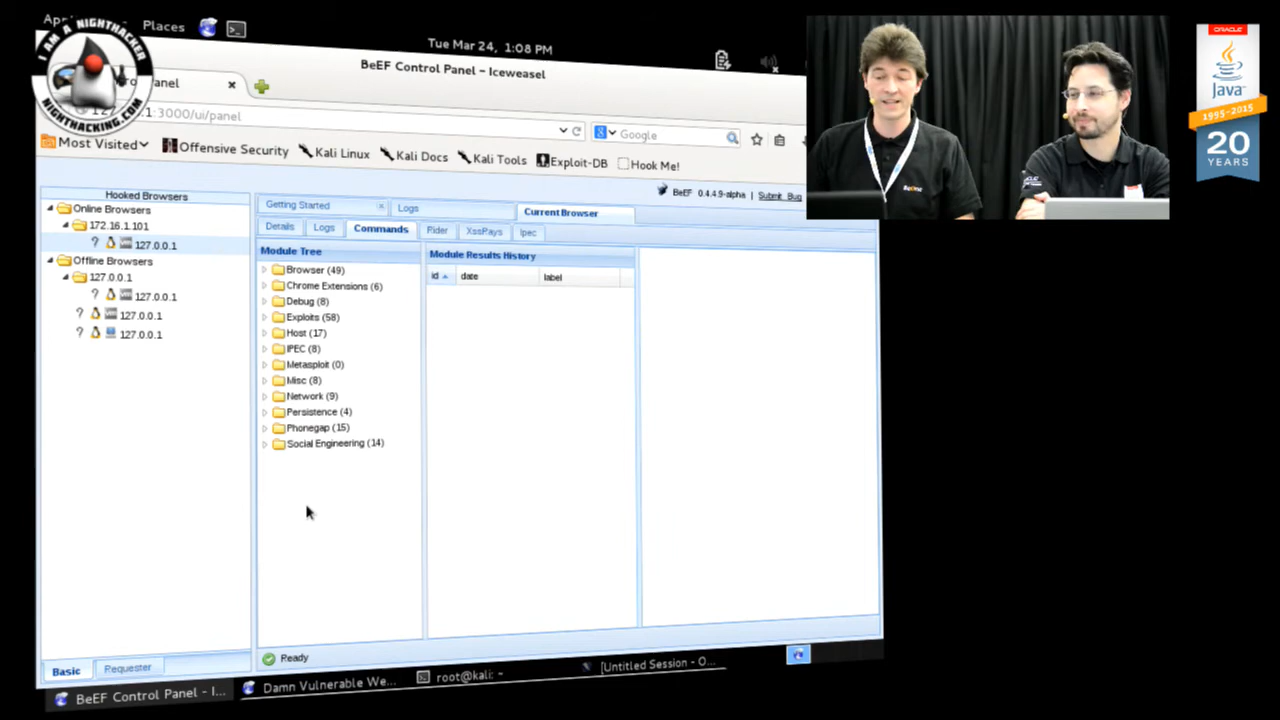 Places
Tue Mar 24, 1:08 PM
BeEF Control Panel – Iceweasel
I AM A NIGHTHACKER
NIGHTHACKING.COM
:3000/ui/panel
Google
Most Visited
Offensive Security
Kali Linux
Kali Docs
Kali Tools
Exploit-DB
Hook Me!
BeEF 0.4.4.9-alpha | Submit Bug
Hooked Browsers
Online Browsers
172.16.1.101
127.0.0.1
Offline Browsers
127.0.0.1
127.0.0.1
127.0.0.1
127.0.0.1
Basic
Requester
Getting Started
Logs
Current Browser
Details
Logs
Commands
Rider
XssRays
Ipec
Module Tree
Browser (49)
Chrome Extensions (6)
Debug (8)
Exploits (58)
Host (17)
IPEC (8)
Metasploit (0)
Misc (8)
Network (9)
Persistence (4)
Phonegap (15)
Social Engineering (14)
Module Results History
id
date
label
Ready
BeEF Control Panel - I...
Damn Vulnerable We...
root@kali: ~
[Untitled Session - O...
ORACLE
Java
1995-2015
20
YEARS